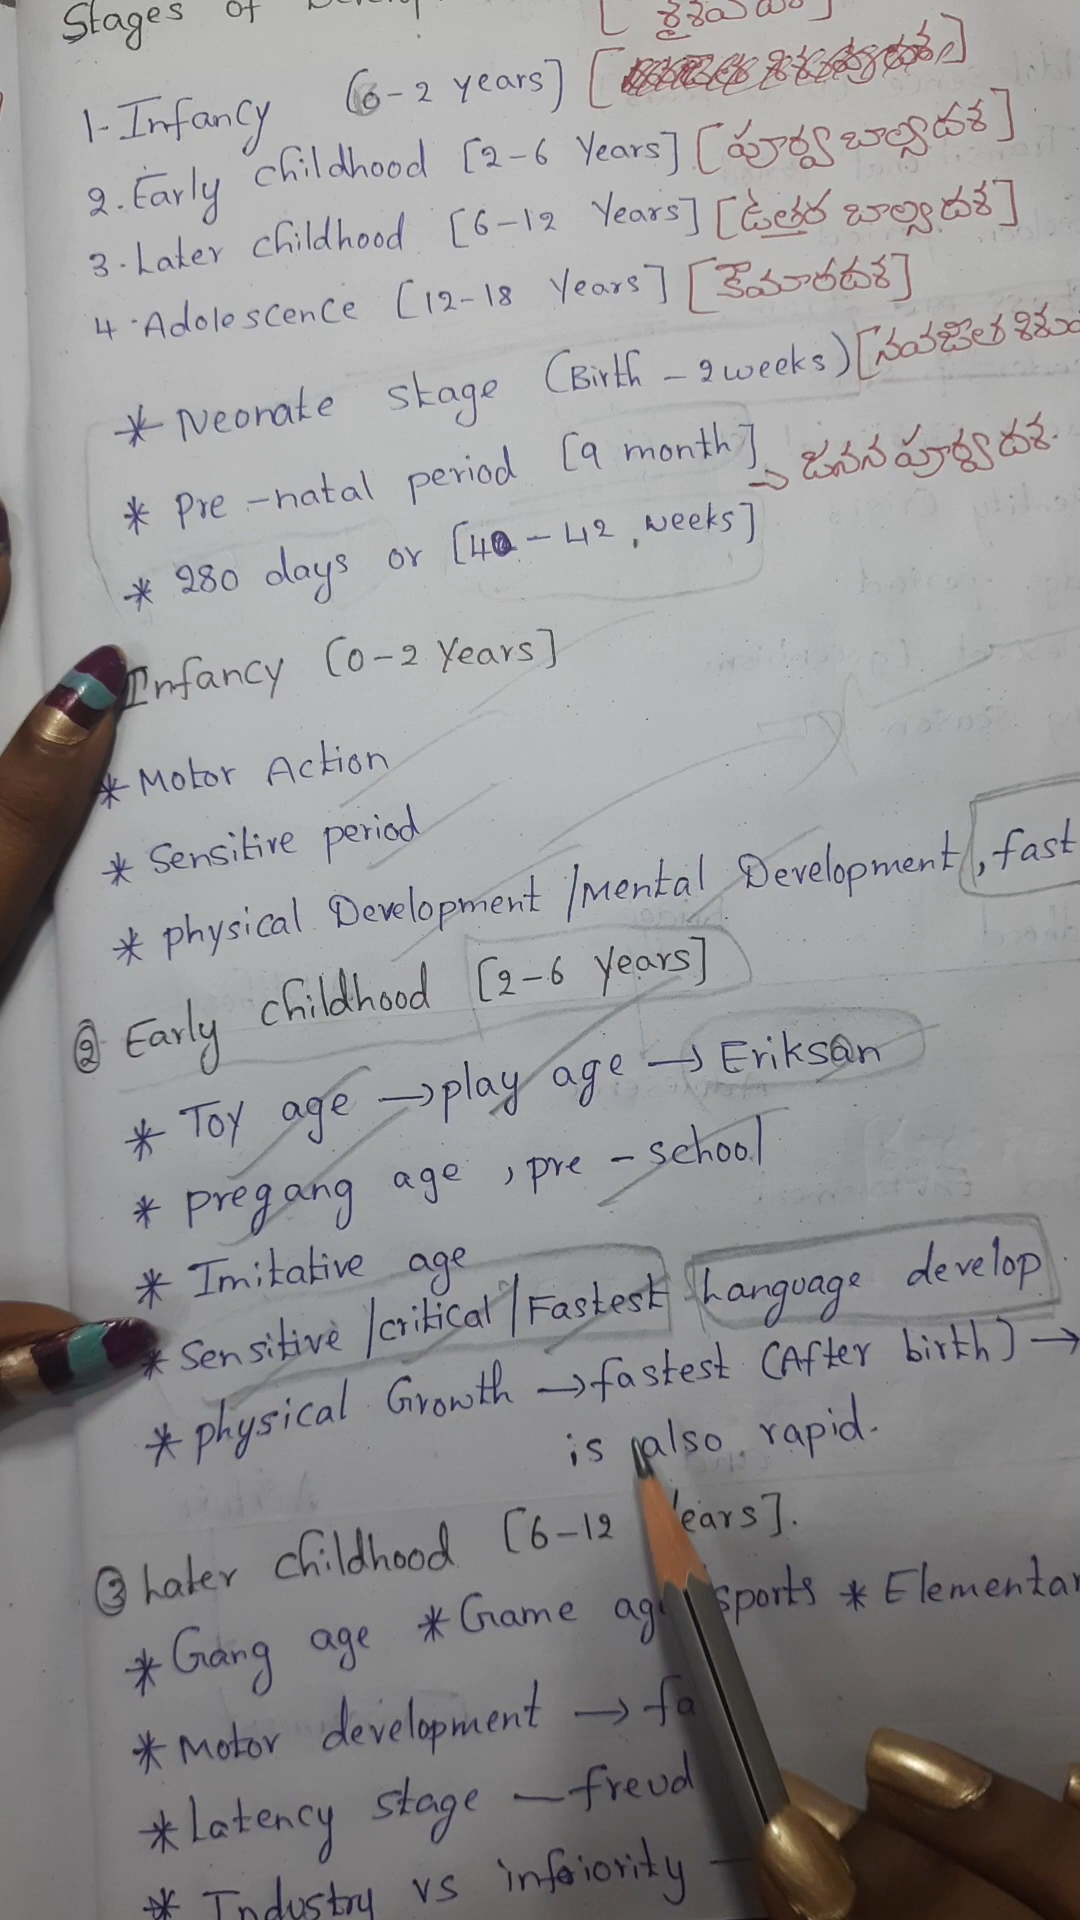 Stages of Develop
[శైశవదశ]
1. Infancy [0-2 years] [
2. Early childhood [2-6 Years] [పూర్వ బాల్యదశ]
3. Later childhood [6-12 Years] [ఉత్తర బాల్యదశ]
4. Adolescence [12-18 Years] [కౌమారదశ]
* Neonate stage (Birth - 2 weeks) [నవజాత శిశు
* Pre-natal period [9 month] → జనన పూర్వదశ.
* 280 days or [40-42, weeks]
Infancy [0-2 Years]
* Motor Action
* Sensitive period
* physical Development /Mental Development, fast
② Early childhood [2-6 years]
* Toy age → play age → Eriksan
* pregang age, pre-school
* Imitative age
* Sensitive /critical /Fastest Language develop
* physical Growth → fastest (After birth] →
is also rapid.
③ Later childhood [6-12 Years].
* Gang age * Game age sports * Elementar
* Motor development → fa
* Latency stage - freud
* Industry vs inferiority -